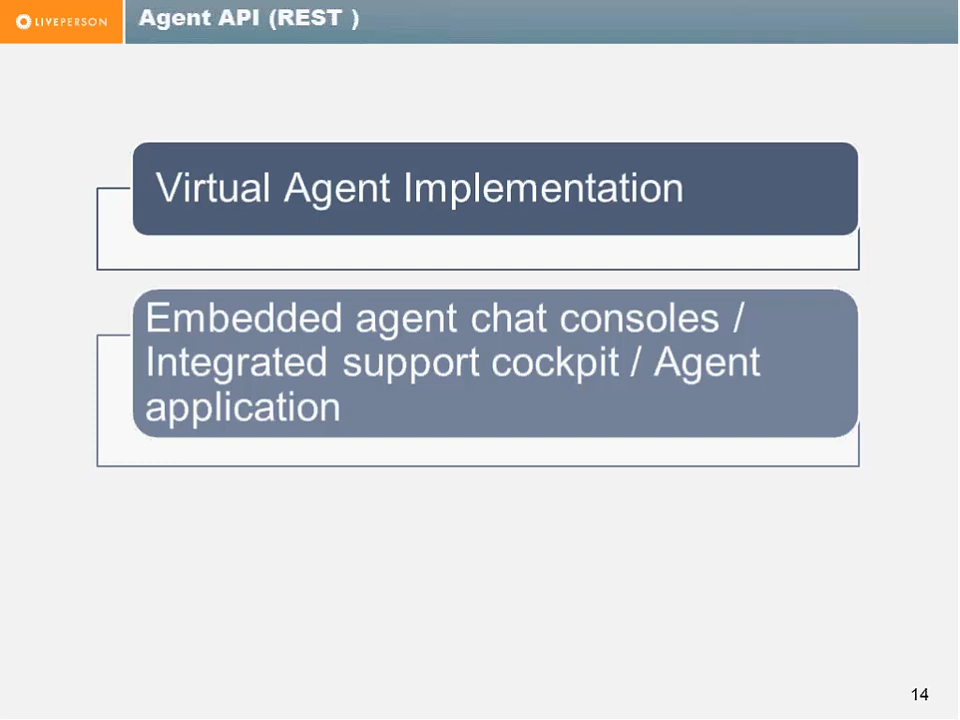 LIVEPERSON
Agent API (REST )
Virtual Agent Implementation
Embedded agent chat consoles /
Integrated support cockpit / Agent
application
14